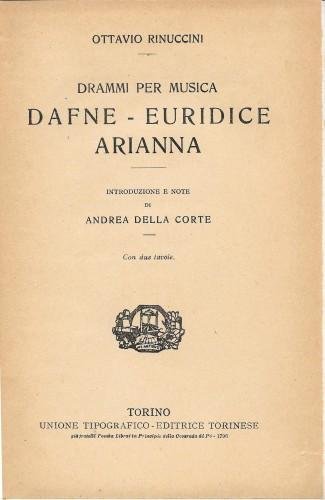 OTTAVIO RINUCCINI
DRAMMI PER MUSICA
DAFNE - EURIDICE
ARIANNA
INTRODUZIONE E NOTE
DI
ANDREA DELLA CORTE
Con due tavole.
TORINO
UNIONE TIPOGRAFICO-EDITRICE TORINESE
già fratelli Pomba Librai in Principio della Contrada di Po - 1796